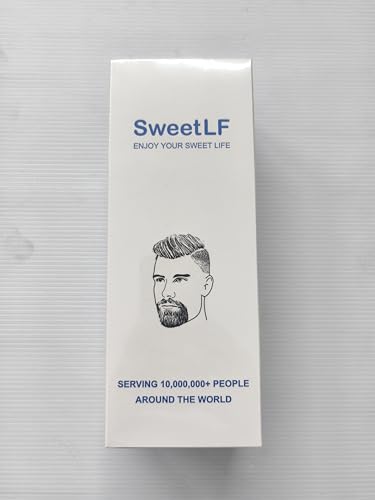 SweetLF
ENJOY YOUR SWEET LIFE
SERVING 10,000,000+ PEOPLE
AROUND THE WORLD